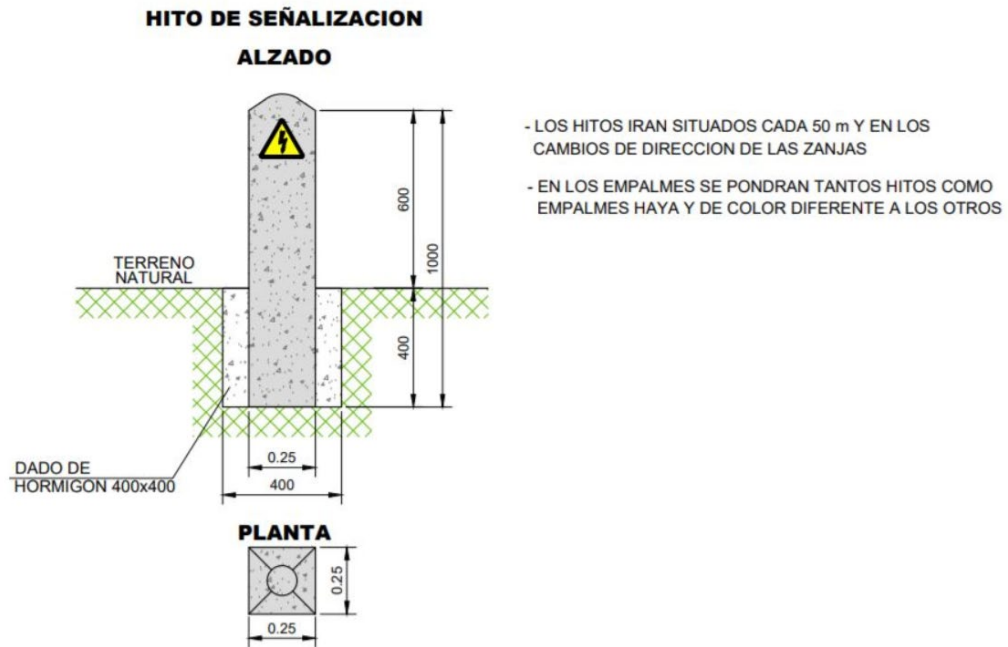 HITO DE SEÑALIZACION
ALZADO
- LOS HITOS IRAN SITUADOS CADA 50 m Y EN LOS
CAMBIOS DE DIRECCION DE LAS ZANJAS
- EN LOS EMPALMES SE PONDRAN TANTOS HITOS COMO
EMPALMES HAYA Y DE COLOR DIFERENTE A LOS OTROS
600
1000
TERRENO
NATURAL
400
0.25
400
DADO DE
HORMIGON 400x400
PLANTA
0.25
0.25